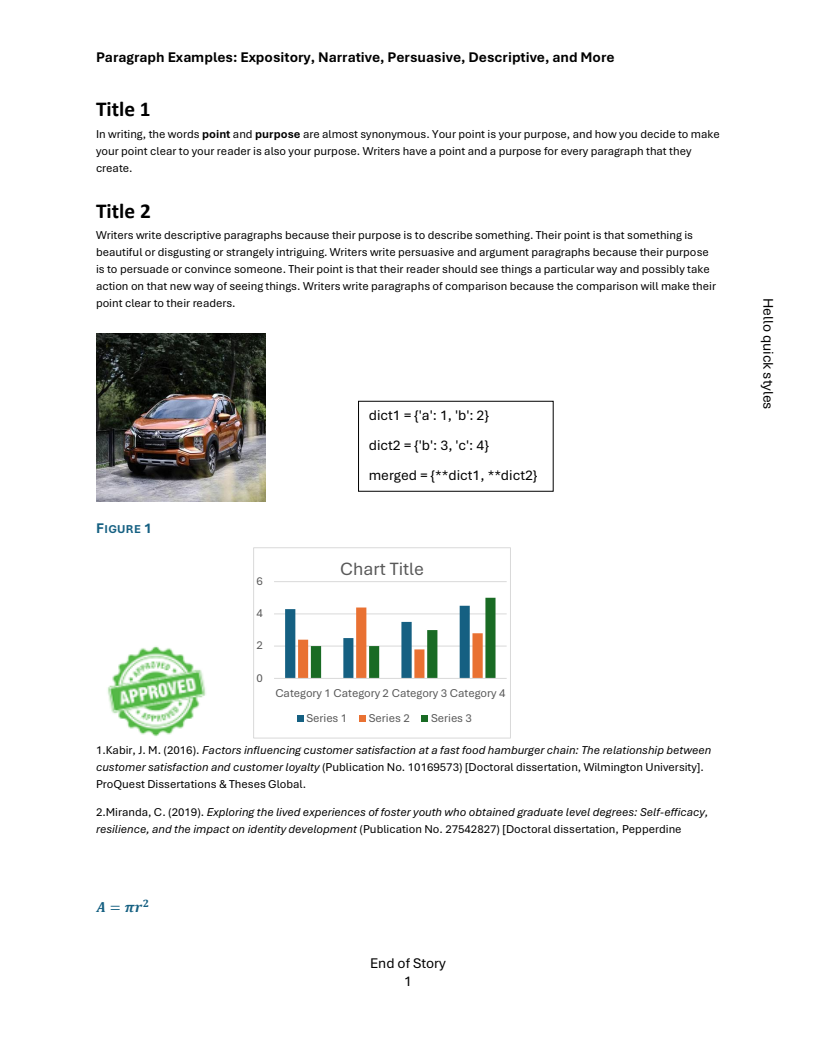 Paragraph Examples: Expository, Narrative, Persuasive, Descriptive, and More
Title 1
In writing, the words point and purpose are almost synonymous. Your point is your purpose, and how you decide to make
your point clear to your reader is also your purpose. Writers have a point and a purpose for every paragraph that they
create.
Title 2
Writers write descriptive paragraphs because their purpose is to describe something. Their point is that something is
beautiful or disgusting or strangely intriguing. Writers write persuasive and argument paragraphs because their purpose
is to persuade or convince someone. Their point is that their reader should see things a particular way and possibly take
action on that new way of seeing things. Writers write paragraphs of comparison because the comparison will make their
point clear to their readers.
Hello quick styles
dict1 = {'a': 1, 'b': 2}
dict2 = {'b': 3, 'c': 4}
merged = {**dict1, **dict2}
FIGURE 1
Chart Title
6
4
2
0
Category 1 Category 2 Category 3 Category 4
Series 1 Series 2 Series 3
APPROVED
APPROVED
APPROVED
1.Kabir, J. M. (2016). Factors influencing customer satisfaction at a fast food hamburger chain: The relationship between
customer satisfaction and customer loyalty (Publication No. 10169573) [Doctoral dissertation, Wilmington University].
ProQuest Dissertations & Theses Global.
2.Miranda, C. (2019). Exploring the lived experiences of foster youth who obtained graduate level degrees: Self-efficacy,
resilience, and the impact on identity development (Publication No. 27542827) [Doctoral dissertation, Pepperdine
A = πr²
End of Story
1